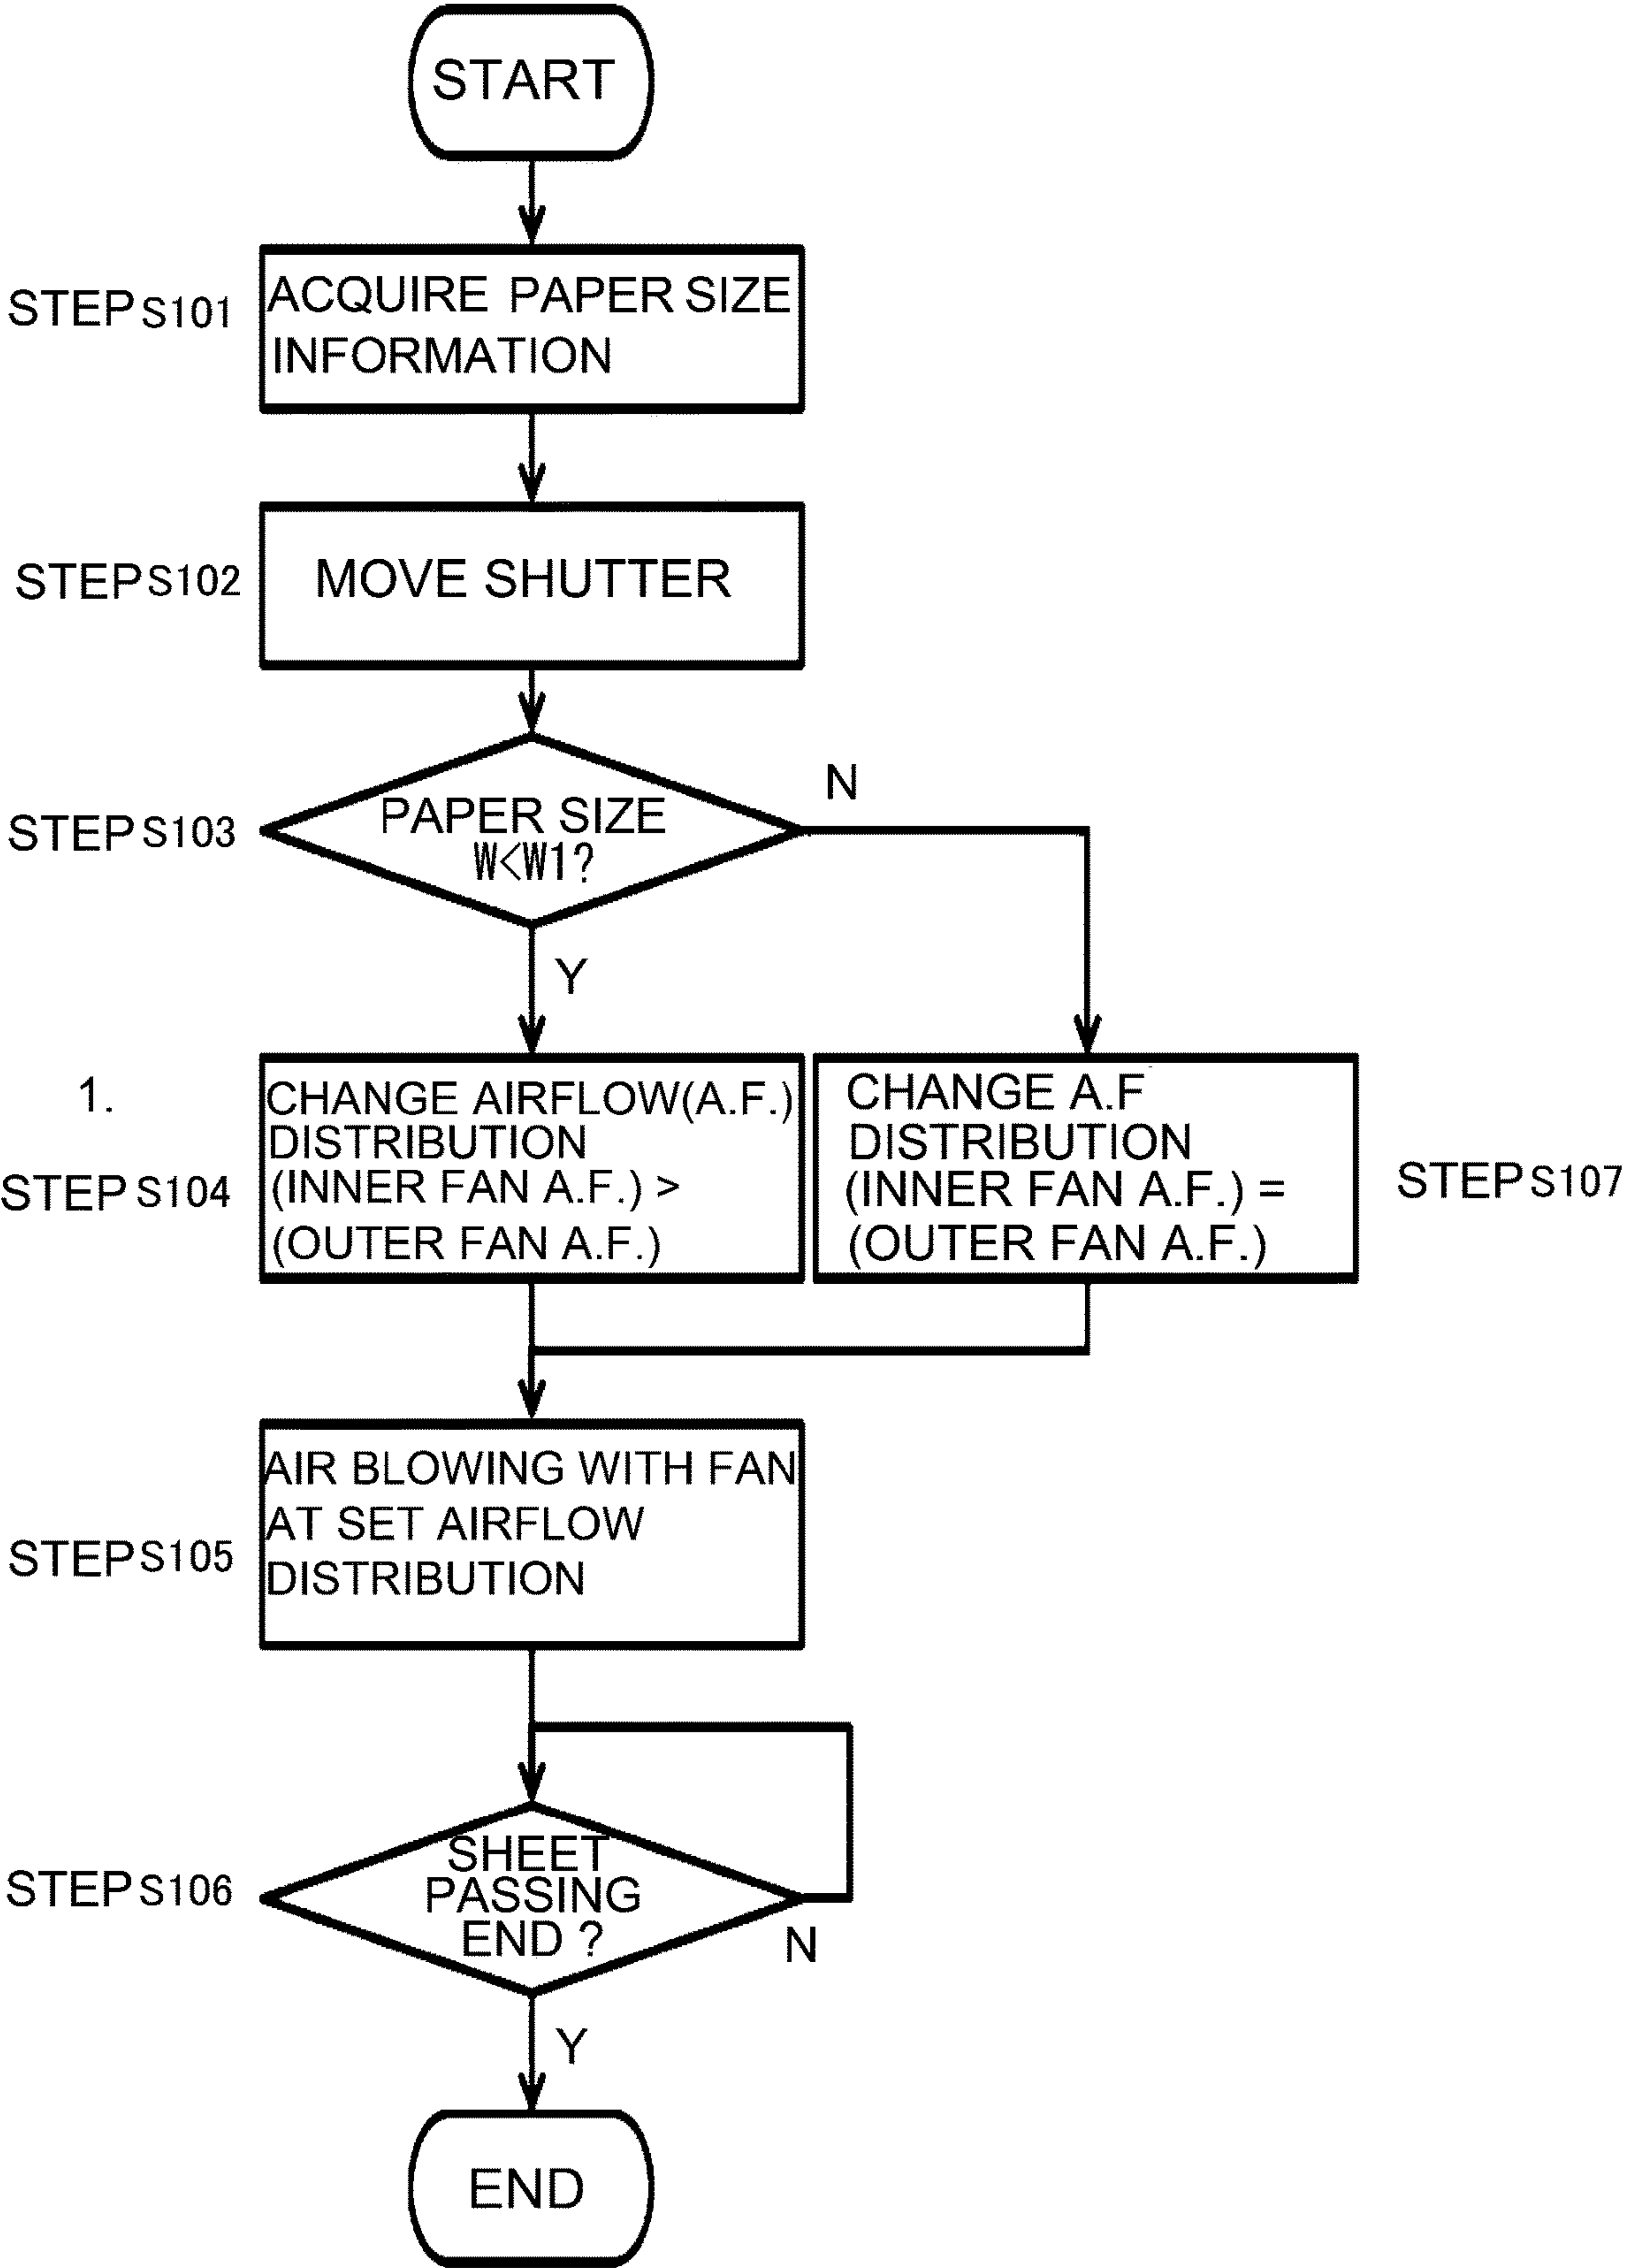 START
STEP S101
ACQUIRE PAPER SIZE
INFORMATION
STEP S102
MOVE SHUTTER
STEP S103
PAPER SIZE
W<W1?
N
Y
1.
STEP S104
CHANGE AIRFLOW(A.F.)
DISTRIBUTION
(INNER FAN A.F.) >
(OUTER FAN A.F.)
CHANGE A.F
DISTRIBUTION
(INNER FAN A.F.) =
(OUTER FAN A.F.)
STEP S107
STEP S105
AIR BLOWING WITH FAN
AT SET AIRFLOW
DISTRIBUTION
STEP S106
SHEET
PASSING
END ?
N
Y
END